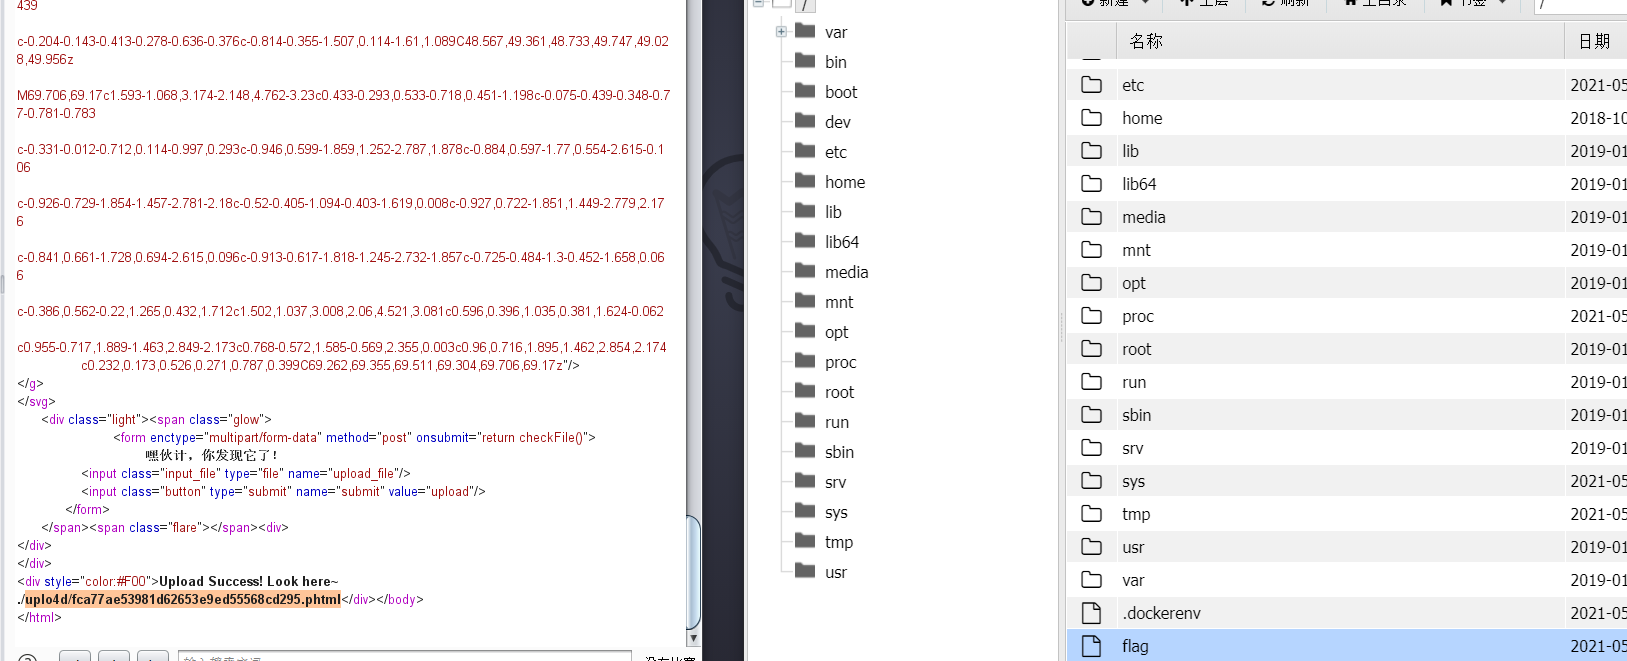 439
c-0.204-0.143-0.413-0.278-0.636-0.376c-0.814-0.355-1.507,0.114-1.61,1.089C48.567,49.361,48.733,49.747,49.02
8,49.956z
M69.706,69.17c1.593-1.068,3.174-2.148,4.762-3.23c0.433-0.293,0.533-0.718,0.451-1.198c-0.075-0.439-0.348-0.7
7-0.781-0.783
c-0.331-0.012-0.712,0.114-0.997,0.293c-0.946,0.599-1.859,1.252-2.787,1.878c-0.884,0.597-1.77,0.554-2.615-0.1
06
c-0.926-0.729-1.854-1.457-2.781-2.18c-0.52-0.405-1.094-0.403-1.619,0.008c-0.927,0.722-1.851,1.449-2.779,2.17
6
c-0.841,0.661-1.728,0.694-2.615,0.096c-0.913-0.617-1.818-1.245-2.732-1.857c-0.725-0.484-1.3-0.452-1.658,0.06
6
c-0.386,0.562-0.22,1.265,0.432,1.712c1.502,1.037,3.008,2.06,4.521,3.081c0.596,0.396,1.035,0.381,1.624-0.062
c0.955-0.717,1.889-1.463,2.849-2.173c0.768-0.572,1.585-0.569,2.355,0.003c0.96,0.716,1.895,1.462,2.854,2.174
c0.232,0.173,0.526,0.271,0.787,0.399C69.262,69.355,69.511,69.304,69.706,69.17z"/>
</g>
</svg>
<div class="light"><span class="glow">
<form enctype="multipart/form-data" method="post" onsubmit="return checkFile()">
嘿伙计，你发现它了！
<input class="input_file" type="file" name="upload_file"/>
<input class="button" type="submit" name="submit" value="upload"/>
</form>
</span><span class="flare"></span><div>
</div>
</div>
<div style="color:#F00">Upload Success! Look here~
./uplo4d/fca77ae53981d62653e9ed55568cd295.phtml</div></body>
</html>
/
var
bin
boot
dev
etc
home
lib
lib64
media
mnt
opt
proc
root
run
sbin
srv
sys
tmp
usr
新建 上层 刷新 主目录 书签 /
名称 日期
etc 2021-05
home 2018-10
lib 2019-01
lib64 2019-01
media 2019-01
mnt 2019-01
opt 2019-01
proc 2021-05
root 2019-01
run 2019-01
sbin 2019-01
srv 2019-01
sys 2021-05
tmp 2021-05
usr 2019-01
var 2019-01
.dockerenv 2021-05
flag 2021-05